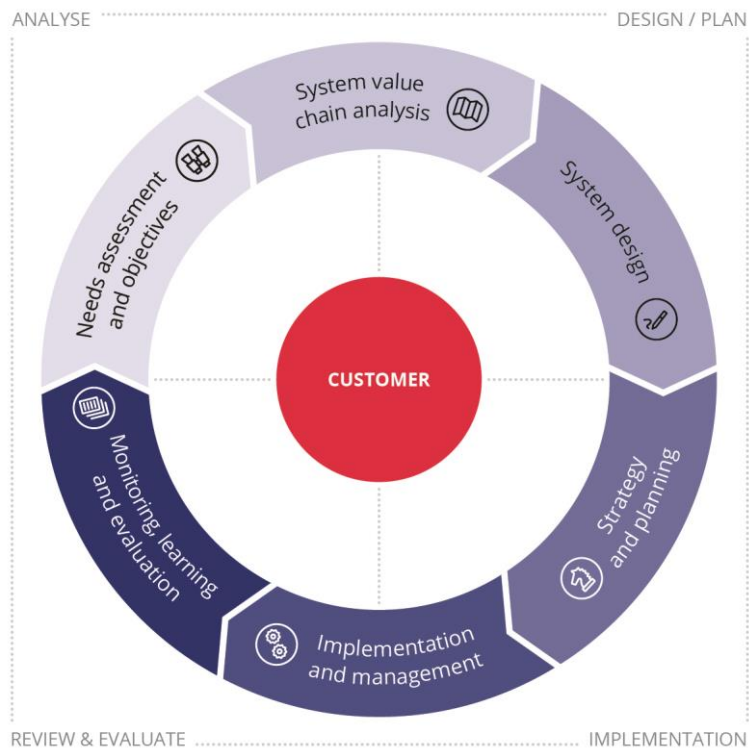 ANALYSE
DESIGN / PLAN
System value
chain analysis
System design
Strategy
and planning
Implementation
and management
Monitoring, learning
and evaluation
Needs assessment
and objectives
CUSTOMER
REVIEW & EVALUATE
IMPLEMENTATION